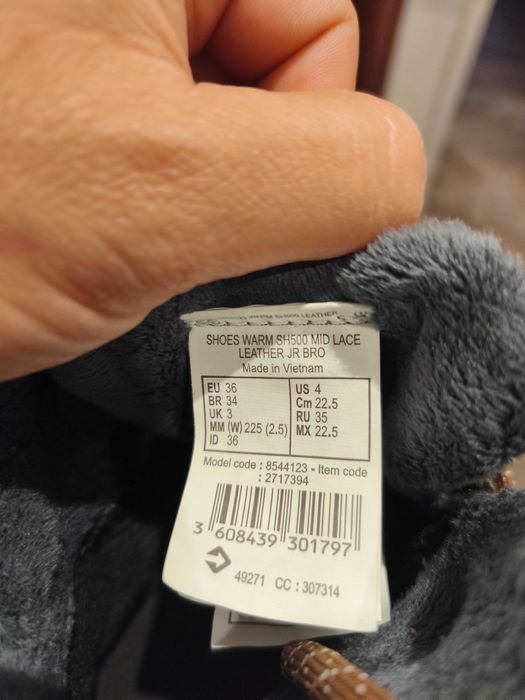 SHOES WARM SH500 MID LACE
LEATHER JR BRO
Made in Vietnam
EU 36
BR 34
UK 3
MM (W) 225 (2.5)
ID 36
US 4
Cm 22.5
RU 35
MX 22.5
Model code : 8544123 - Item code
: 2717394
3 608439 301797
49271 CC : 307314